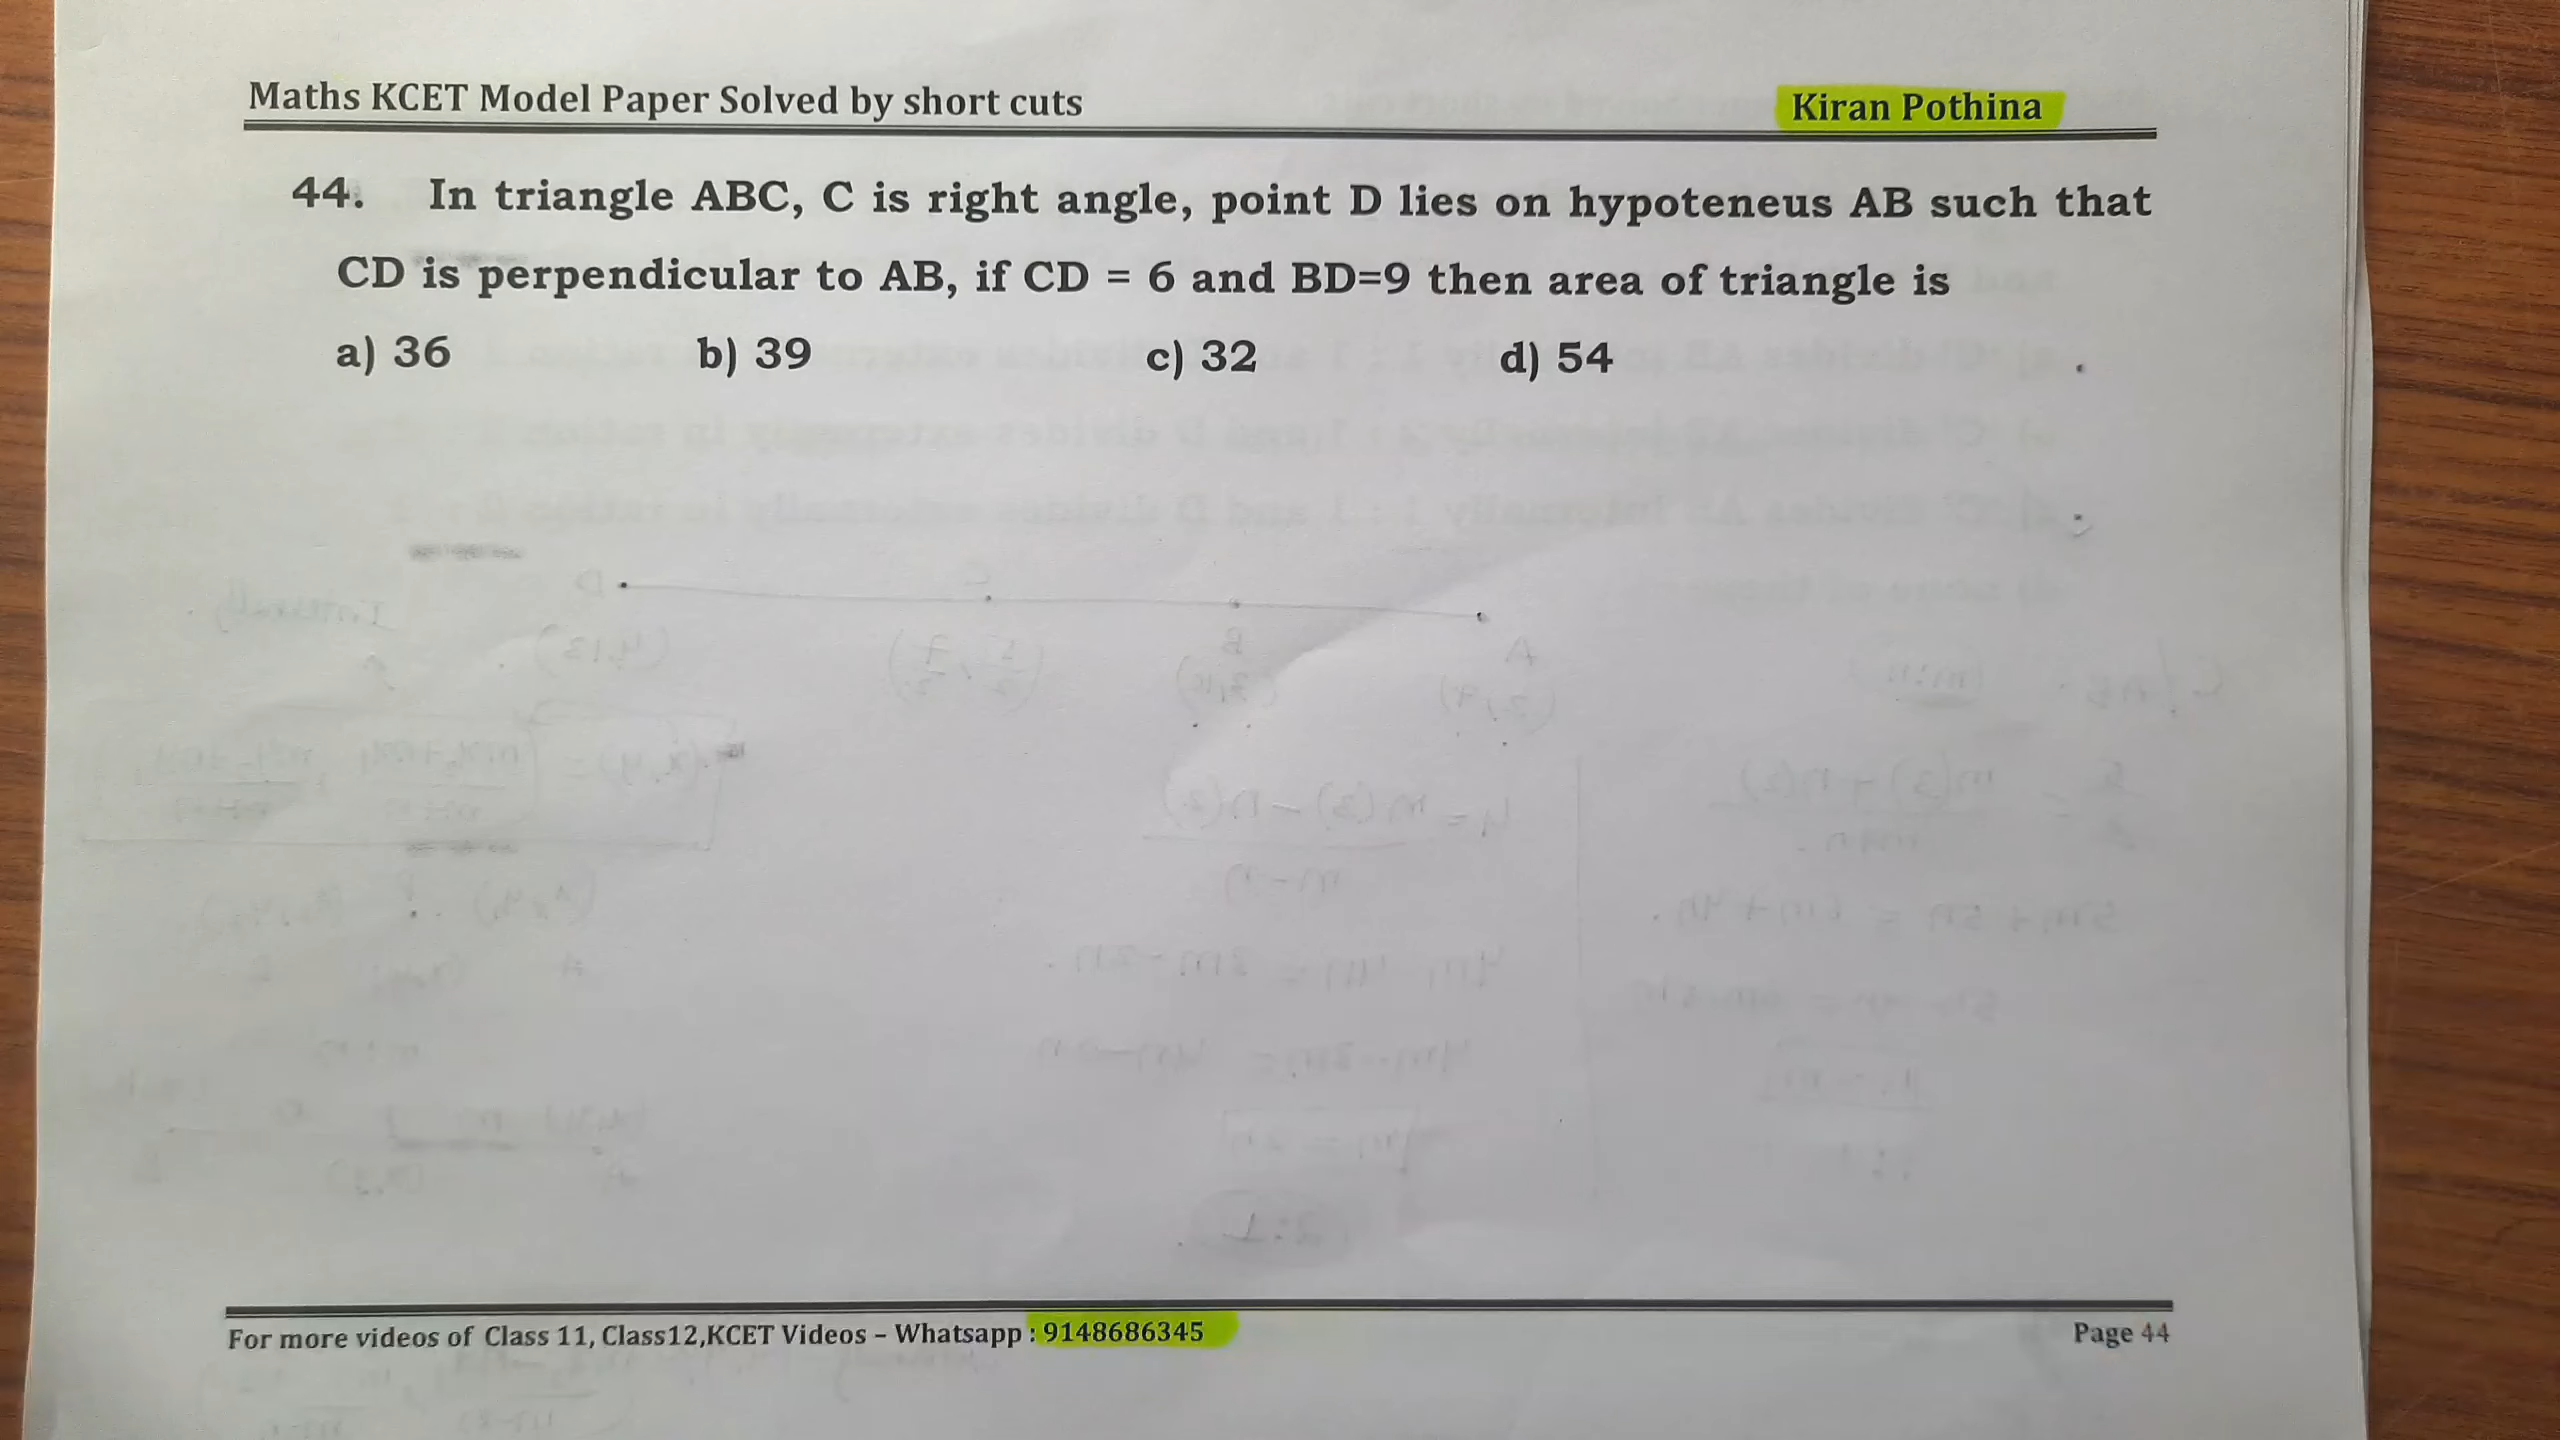 Maths KCET Model Paper Solved by short cuts Kiran Pothina
44. In triangle ABC, C is right angle, point D lies on hypoteneus AB such that
CD is perpendicular to AB, if CD = 6 and BD=9 then area of triangle is
a) 36 b) 39 c) 32 d) 54
For more videos of Class 11, Class12,KCET Videos – Whatsapp : 9148686345 Page 44